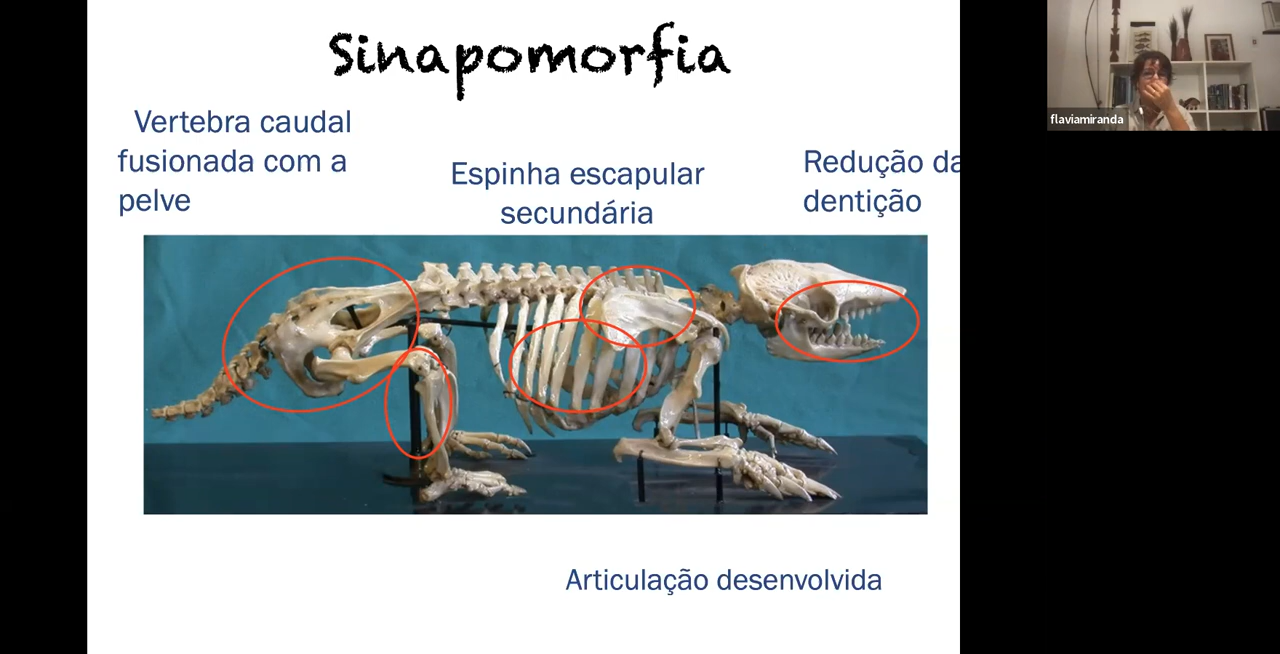 Sinapomorfia
Vertebra caudal
fusionada com a
pelve
Espinha escapular
secundária
Redução da
dentição
Articulação desenvolvida
flaviamiranda